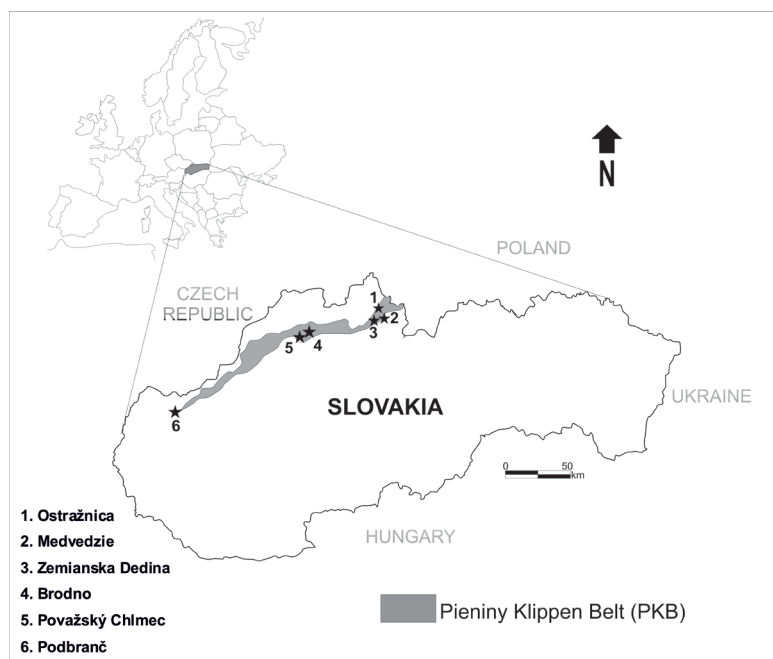 N
POLAND
CZECH
REPUBLIC
1
2
3
4
5
6
SLOVAKIA
UKRAINE
0 50
km
HUNGARY
1. Ostražnica
2. Medvedzie
3. Zemianska Dedina
4. Brodno
5. Považský Chlmec
6. Podbranč
Pieniny Klippen Belt (PKB)